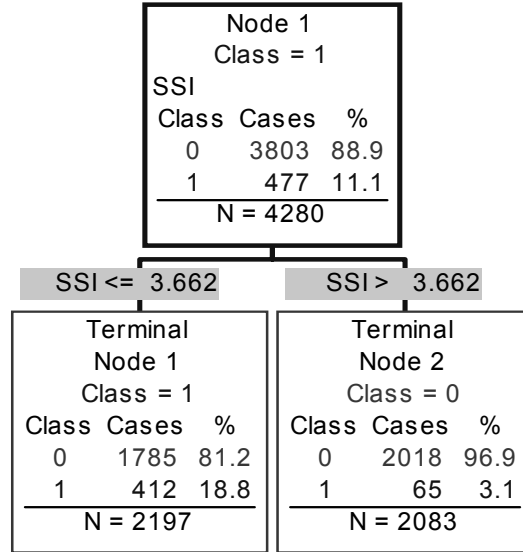 Node 1
Class = 1
SSI
Class Cases %
0 3803 88.9
1 477 11.1
N = 4280
SSI <= 3.662
SSI > 3.662
Terminal
Node 1
Class = 1
Class Cases %
0 1785 81.2
1 412 18.8
N = 2197
Terminal
Node 2
Class = 0
Class Cases %
0 2018 96.9
1 65 3.1
N = 2083